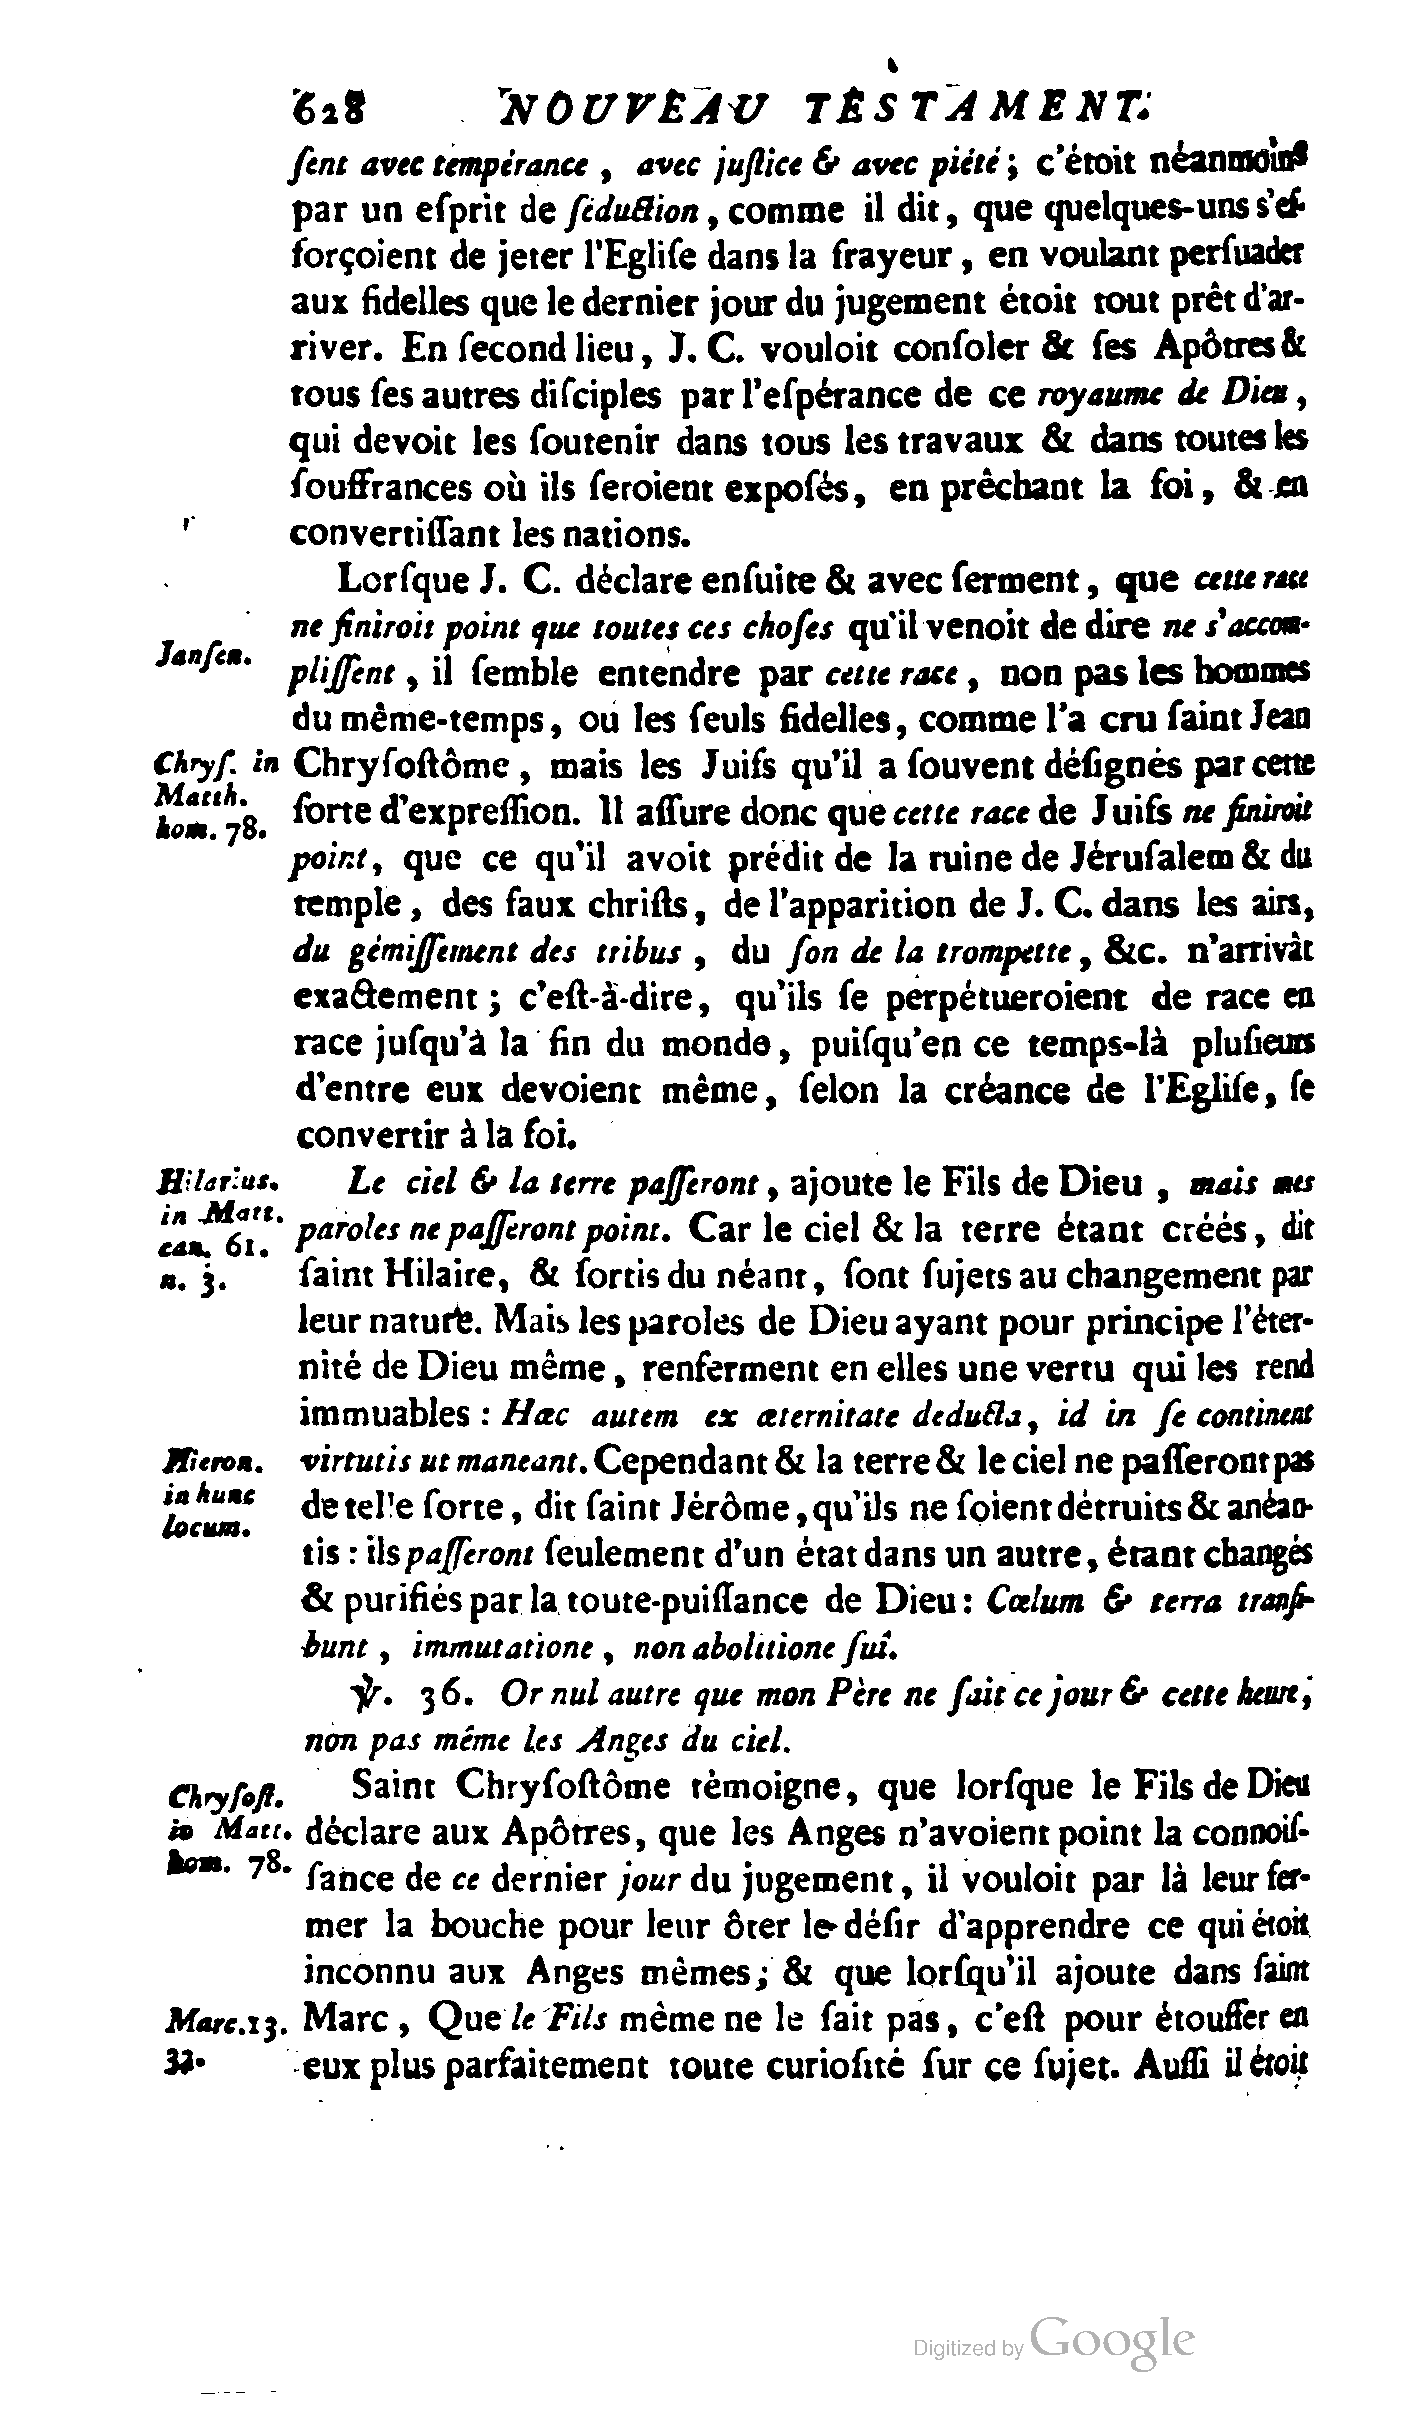 628 NOUVEAU TESTAMENT.
ſent avec tempérance, avec juſtice & avec piété; c'étoit néanmoins
par un eſprit de ſéduction, comme il dit, que quelques-uns s'ef-
forçoient de jeter l'Egliſe dans la frayeur, en voulant perſuader
aux fidelles que le dernier jour du jugement étoit tout prêt d'ar-
river. En ſecond lieu, J. C. vouloit conſoler & ſes Apôtres &
tous ſes autres diſciples par l'eſpérance de ce royaume de Dieu,
qui devoit les ſoutenir dans tous les travaux & dans toutes les
ſouffrances où ils ſeroient expoſés, en prêchant la foi, & en
convertiſſant les nations.
Lorſque J. C. déclare enſuite & avec ſerment, que cette race
ne finiroit point que toutes ces choſes qu'il venoit de dire ne s'accom-
Janſen.
pliſſent, il ſemble entendre par cette race, non pas les hommes
du même-temps, ou les ſeuls fidelles, comme l'a cru ſaint Jean
Chryſ. in
Matth.
hom. 78.
Chryſoſtôme, mais les Juifs qu'il a ſouvent déſignés par cette
ſorte d'expreſſion. Il aſſure donc que cette race de Juifs ne finiroit
point, que ce qu'il avoit prédit de la ruine de Jéruſalem & du
temple, des faux chriſts, de l'apparition de J. C. dans les airs,
du gémiſſement des tribus, du ſon de la trompette, &c. n'arrivât
exactement; c'eſt-à-dire, qu'ils ſe perpétueroient de race en
race juſqu'à la fin du monde, puiſqu'en ce temps-là pluſieurs
d'entre eux devoient même, ſelon la créance de l'Egliſe, ſe
convertir à la foi.
Hilarius.
in Matt.
can. 61.
n. 3.
Le ciel & la terre paſſeront, ajoute le Fils de Dieu, mais mes
paroles ne paſſeront point. Car le ciel & la terre étant créés, dit
ſaint Hilaire, & ſortis du néant, ſont ſujets au changement par
leur nature. Mais les paroles de Dieu ayant pour principe l'éter-
nité de Dieu même, renferment en elles une vertu qui les rend
immuables : Hæc autem ex æternitate deducta, id in ſe continent
Hieron.
in hunc
locum.
virtutis ut maneant. Cependant & la terre & le ciel ne paſſeront pas
de telle ſorte, dit ſaint Jérôme, qu'ils ne ſoient détruits & anéan-
tis : ils paſſeront ſeulement d'un état dans un autre, étant changés
& purifiés par la toute-puiſſance de Dieu : Cœlum & terra tranſi-
bunt, immutatione, non abolitione ſuî.
℣. 36. Or nul autre que mon Père ne ſait ce jour & cette heure,
non pas même les Anges du ciel.
Chryſoſt.
in Matt.
hom. 78.
Saint Chryſoſtôme témoigne, que lorſque le Fils de Dieu
déclare aux Apôtres, que les Anges n'avoient point la connoiſ-
ſance de ce dernier jour du jugement, il vouloit par là leur fer-
mer la bouche pour leur ôter le déſir d'apprendre ce qui étoit
inconnu aux Anges mêmes; & que lorſqu'il ajoute dans ſaint
Marc.13.
32.
Marc, Que le Fils même ne le ſait pas, c'eſt pour étouffer en
eux plus parfaitement toute curioſité ſur ce ſujet. Auſſi il étoit
Digitized by Google